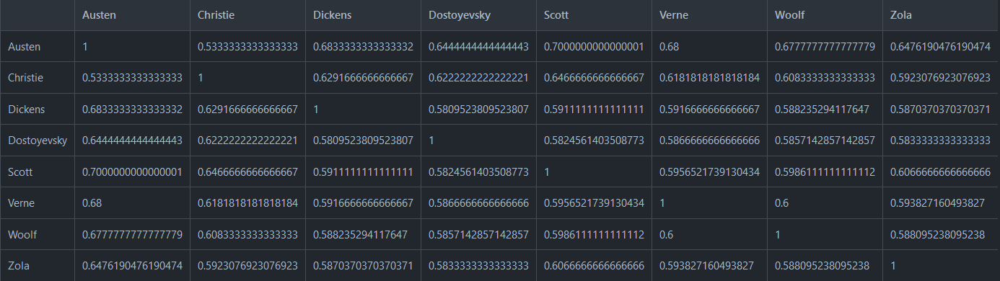 Austen Christie Dickens Dostoyevsky Scott Verne Woolf Zola
Austen 1 0.5333333333333333 0.6833333333333332 0.6444444444444443 0.7000000000000001 0.68 0.6777777777777779 0.6476190476190474
Christie 0.5333333333333333 1 0.6291666666666667 0.6222222222222221 0.6466666666666667 0.6181818181818184 0.6083333333333333 0.5923076923076923
Dickens 0.6833333333333332 0.6291666666666667 1 0.5809523809523807 0.5911111111111111 0.5916666666666667 0.588235294117647 0.5870370370370371
Dostoyevsky 0.6444444444444443 0.6222222222222221 0.5809523809523807 1 0.5824561403508773 0.5866666666666666 0.5857142857142857 0.5833333333333333
Scott 0.7000000000000001 0.6466666666666667 0.5911111111111111 0.5824561403508773 1 0.5956521739130434 0.5986111111111112 0.6066666666666666
Verne 0.68 0.6181818181818184 0.5916666666666667 0.5866666666666666 0.5956521739130434 1 0.6 0.593827160493827
Woolf 0.6777777777777779 0.6083333333333333 0.588235294117647 0.5857142857142857 0.5986111111111112 0.6 1 0.588095238095238
Zola 0.6476190476190474 0.5923076923076923 0.5870370370370371 0.5833333333333333 0.6066666666666666 0.593827160493827 0.588095238095238 1